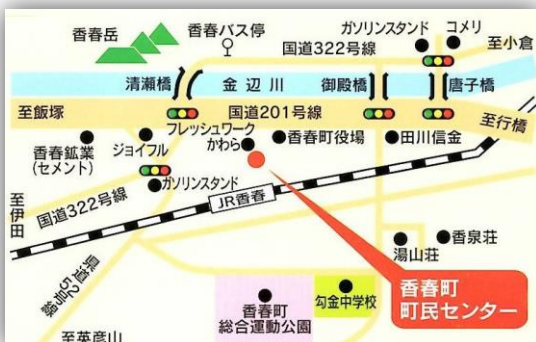 香春岳
香春バス停
ガソリンスタンド
コメリ
国道322号線
至小倉
清瀬橋
金辺川
御殿橋
唐子橋
至飯塚
国道201号線
至行橋
香春鉱業
(セメント)
ジョイフル
フレッシュワーク
かわら
香春町役場
田川信金
ガソリンスタンド
至伊田
国道322号線
JR香春
県道52号線
湯山荘
香泉荘
香春町
町民センター
香春町
総合運動公園
勾金中学校
至英彦山